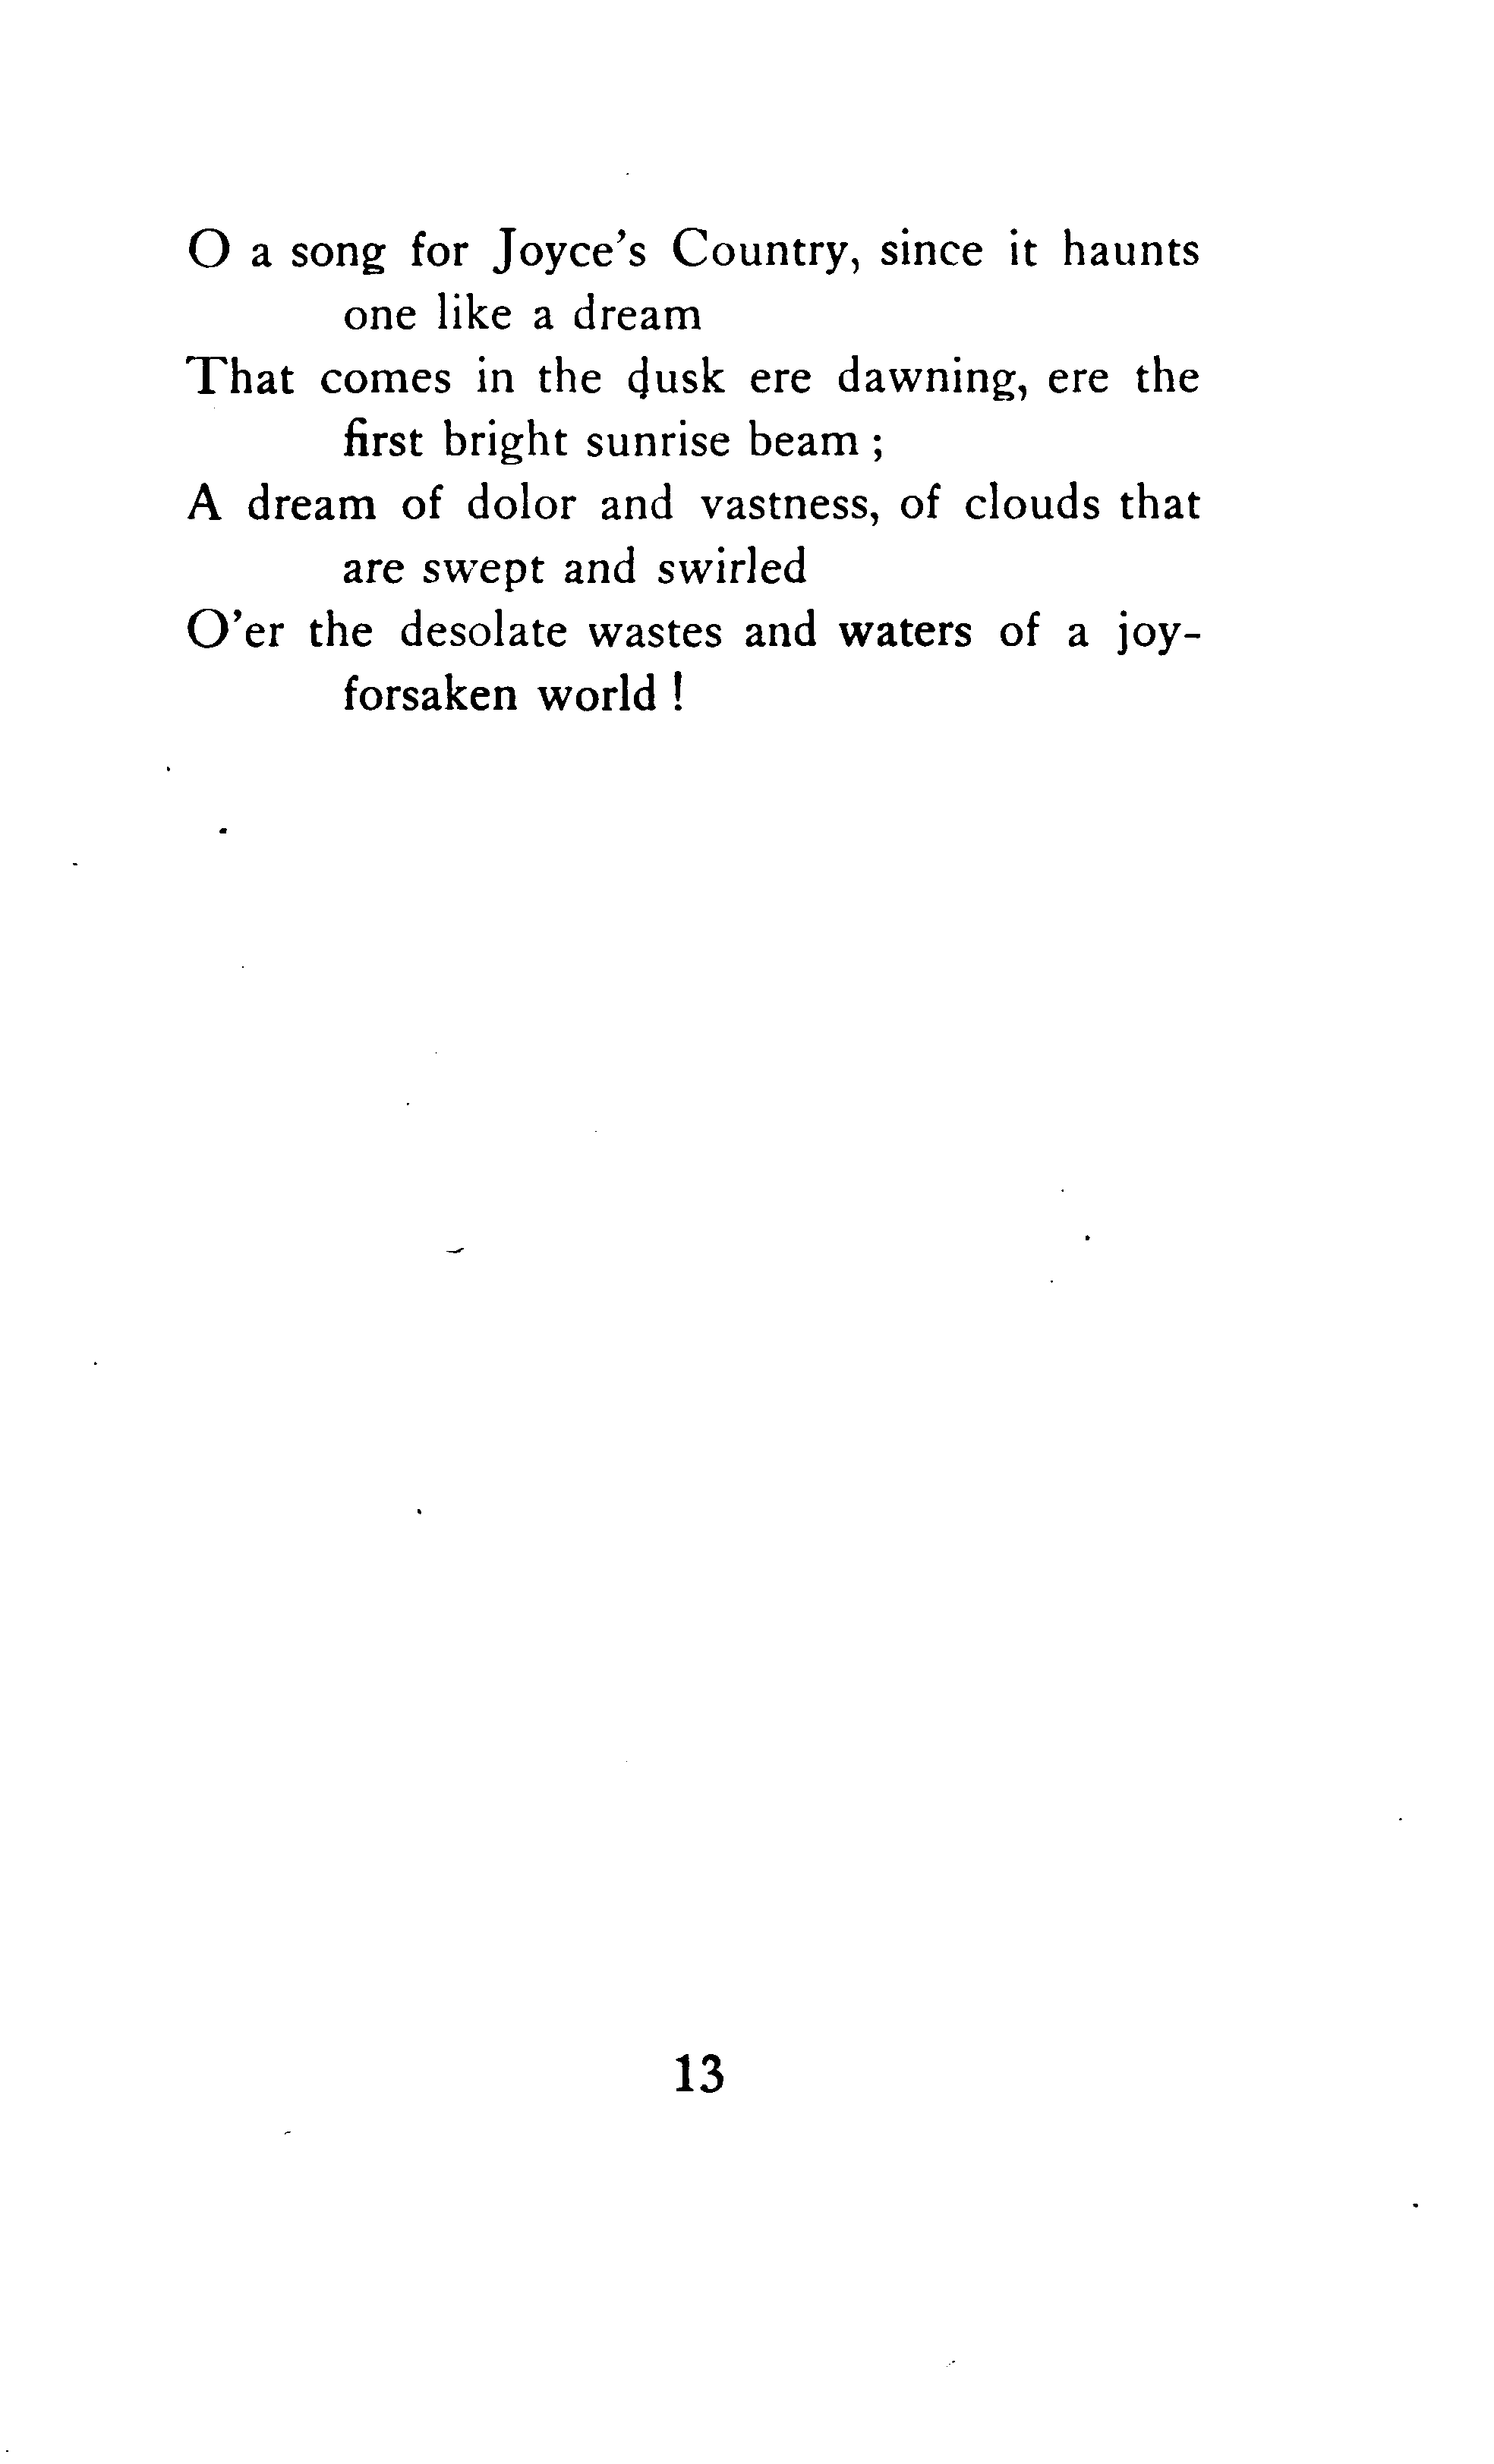 O a song for Joyce's Country, since it haunts
one like a dream
That comes in the dusk ere dawning, ere the
first bright sunrise beam ;
A dream of dolor and vastness, of clouds that
are swept and swirled
O'er the desolate wastes and waters of a joy-
forsaken world !
13